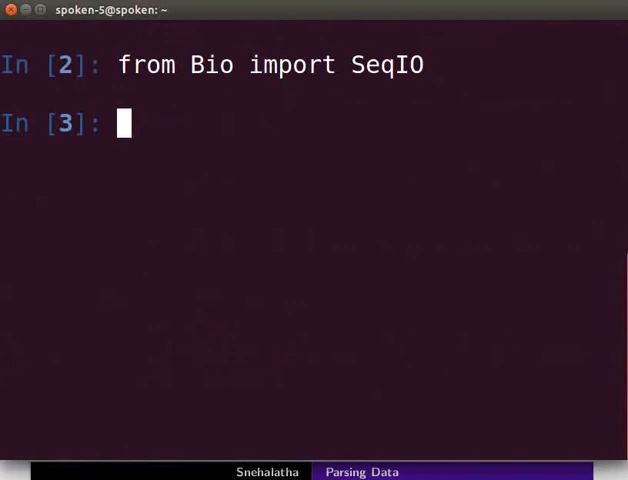 spoken-5@spoken: ~
In [2]: from Bio import SeqIO
In [3]:
Snehalatha Parsing Data